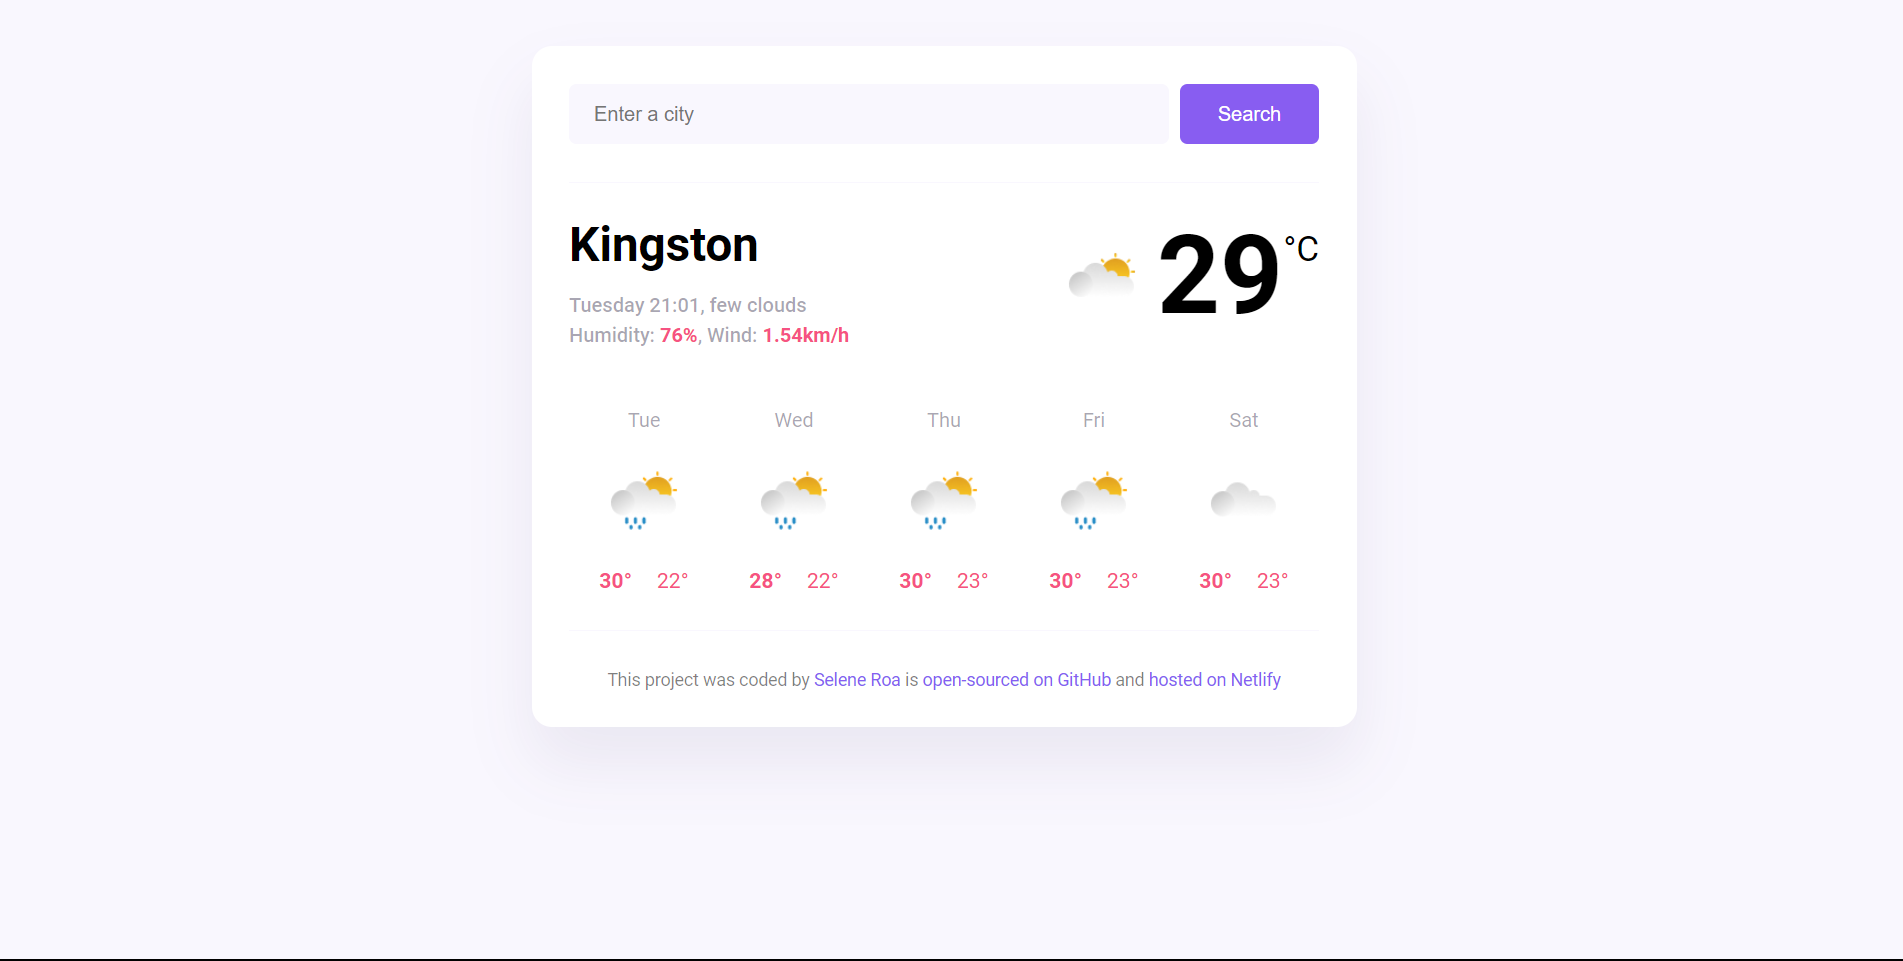 Enter a city
Search
Kingston
29 °C
Tuesday 21:01, few clouds
Humidity: 76%, Wind: 1.54km/h
Tue Wed Thu Fri Sat
30° 22° 28° 22° 30° 23° 30° 23° 30° 23°
This project was coded by Selene Roa is open-sourced on GitHub and hosted on Netlify